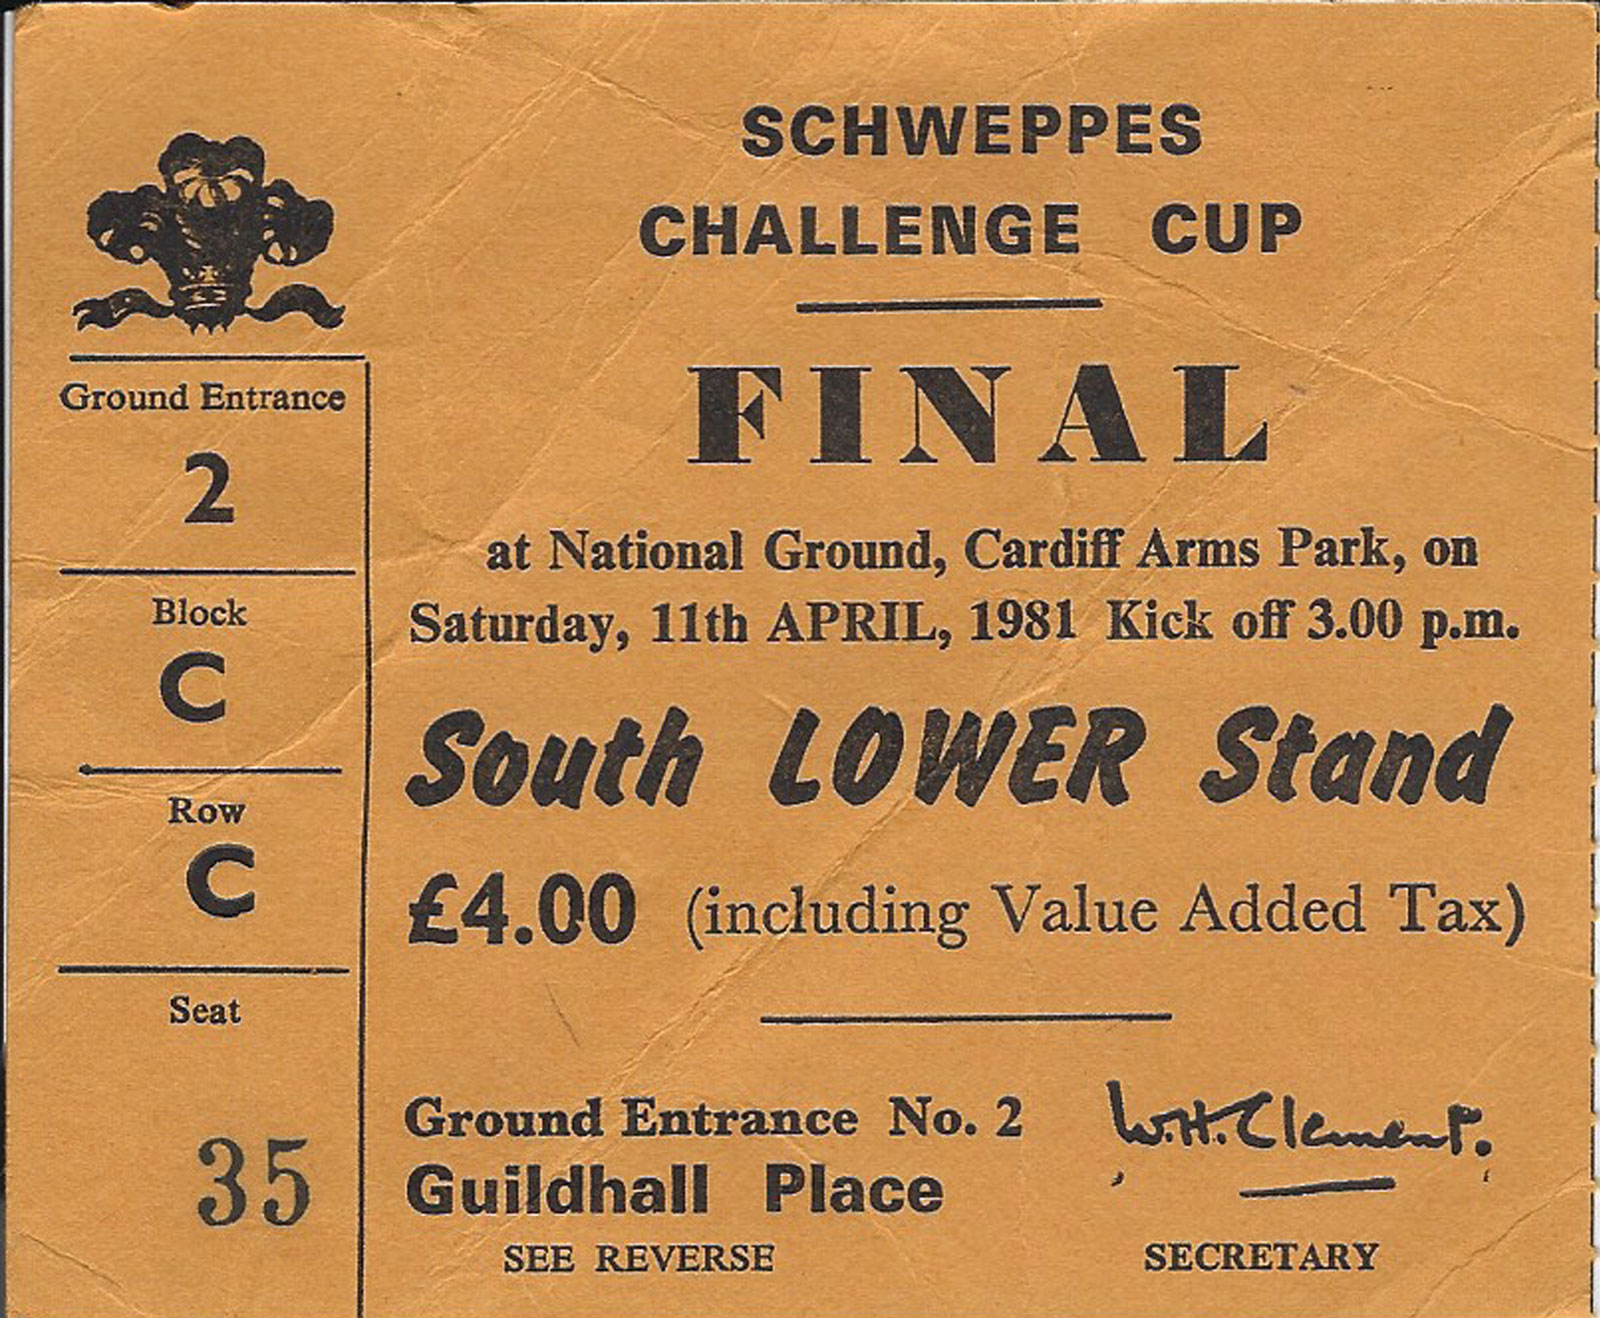 SCHWEPPES
CHALLENGE CUP
FINAL
at National Ground, Cardiff Arms Park, on
Saturday, 11th APRIL, 1981 Kick off 3.00 p.m.
South LOWER Stand
£4.00 (including Value Added Tax)
Ground Entrance No. 2
Guildhall Place
SEE REVERSE
W.H. Clement.
SECRETARY
Ground Entrance
2
Block
C
Row
C
Seat
35